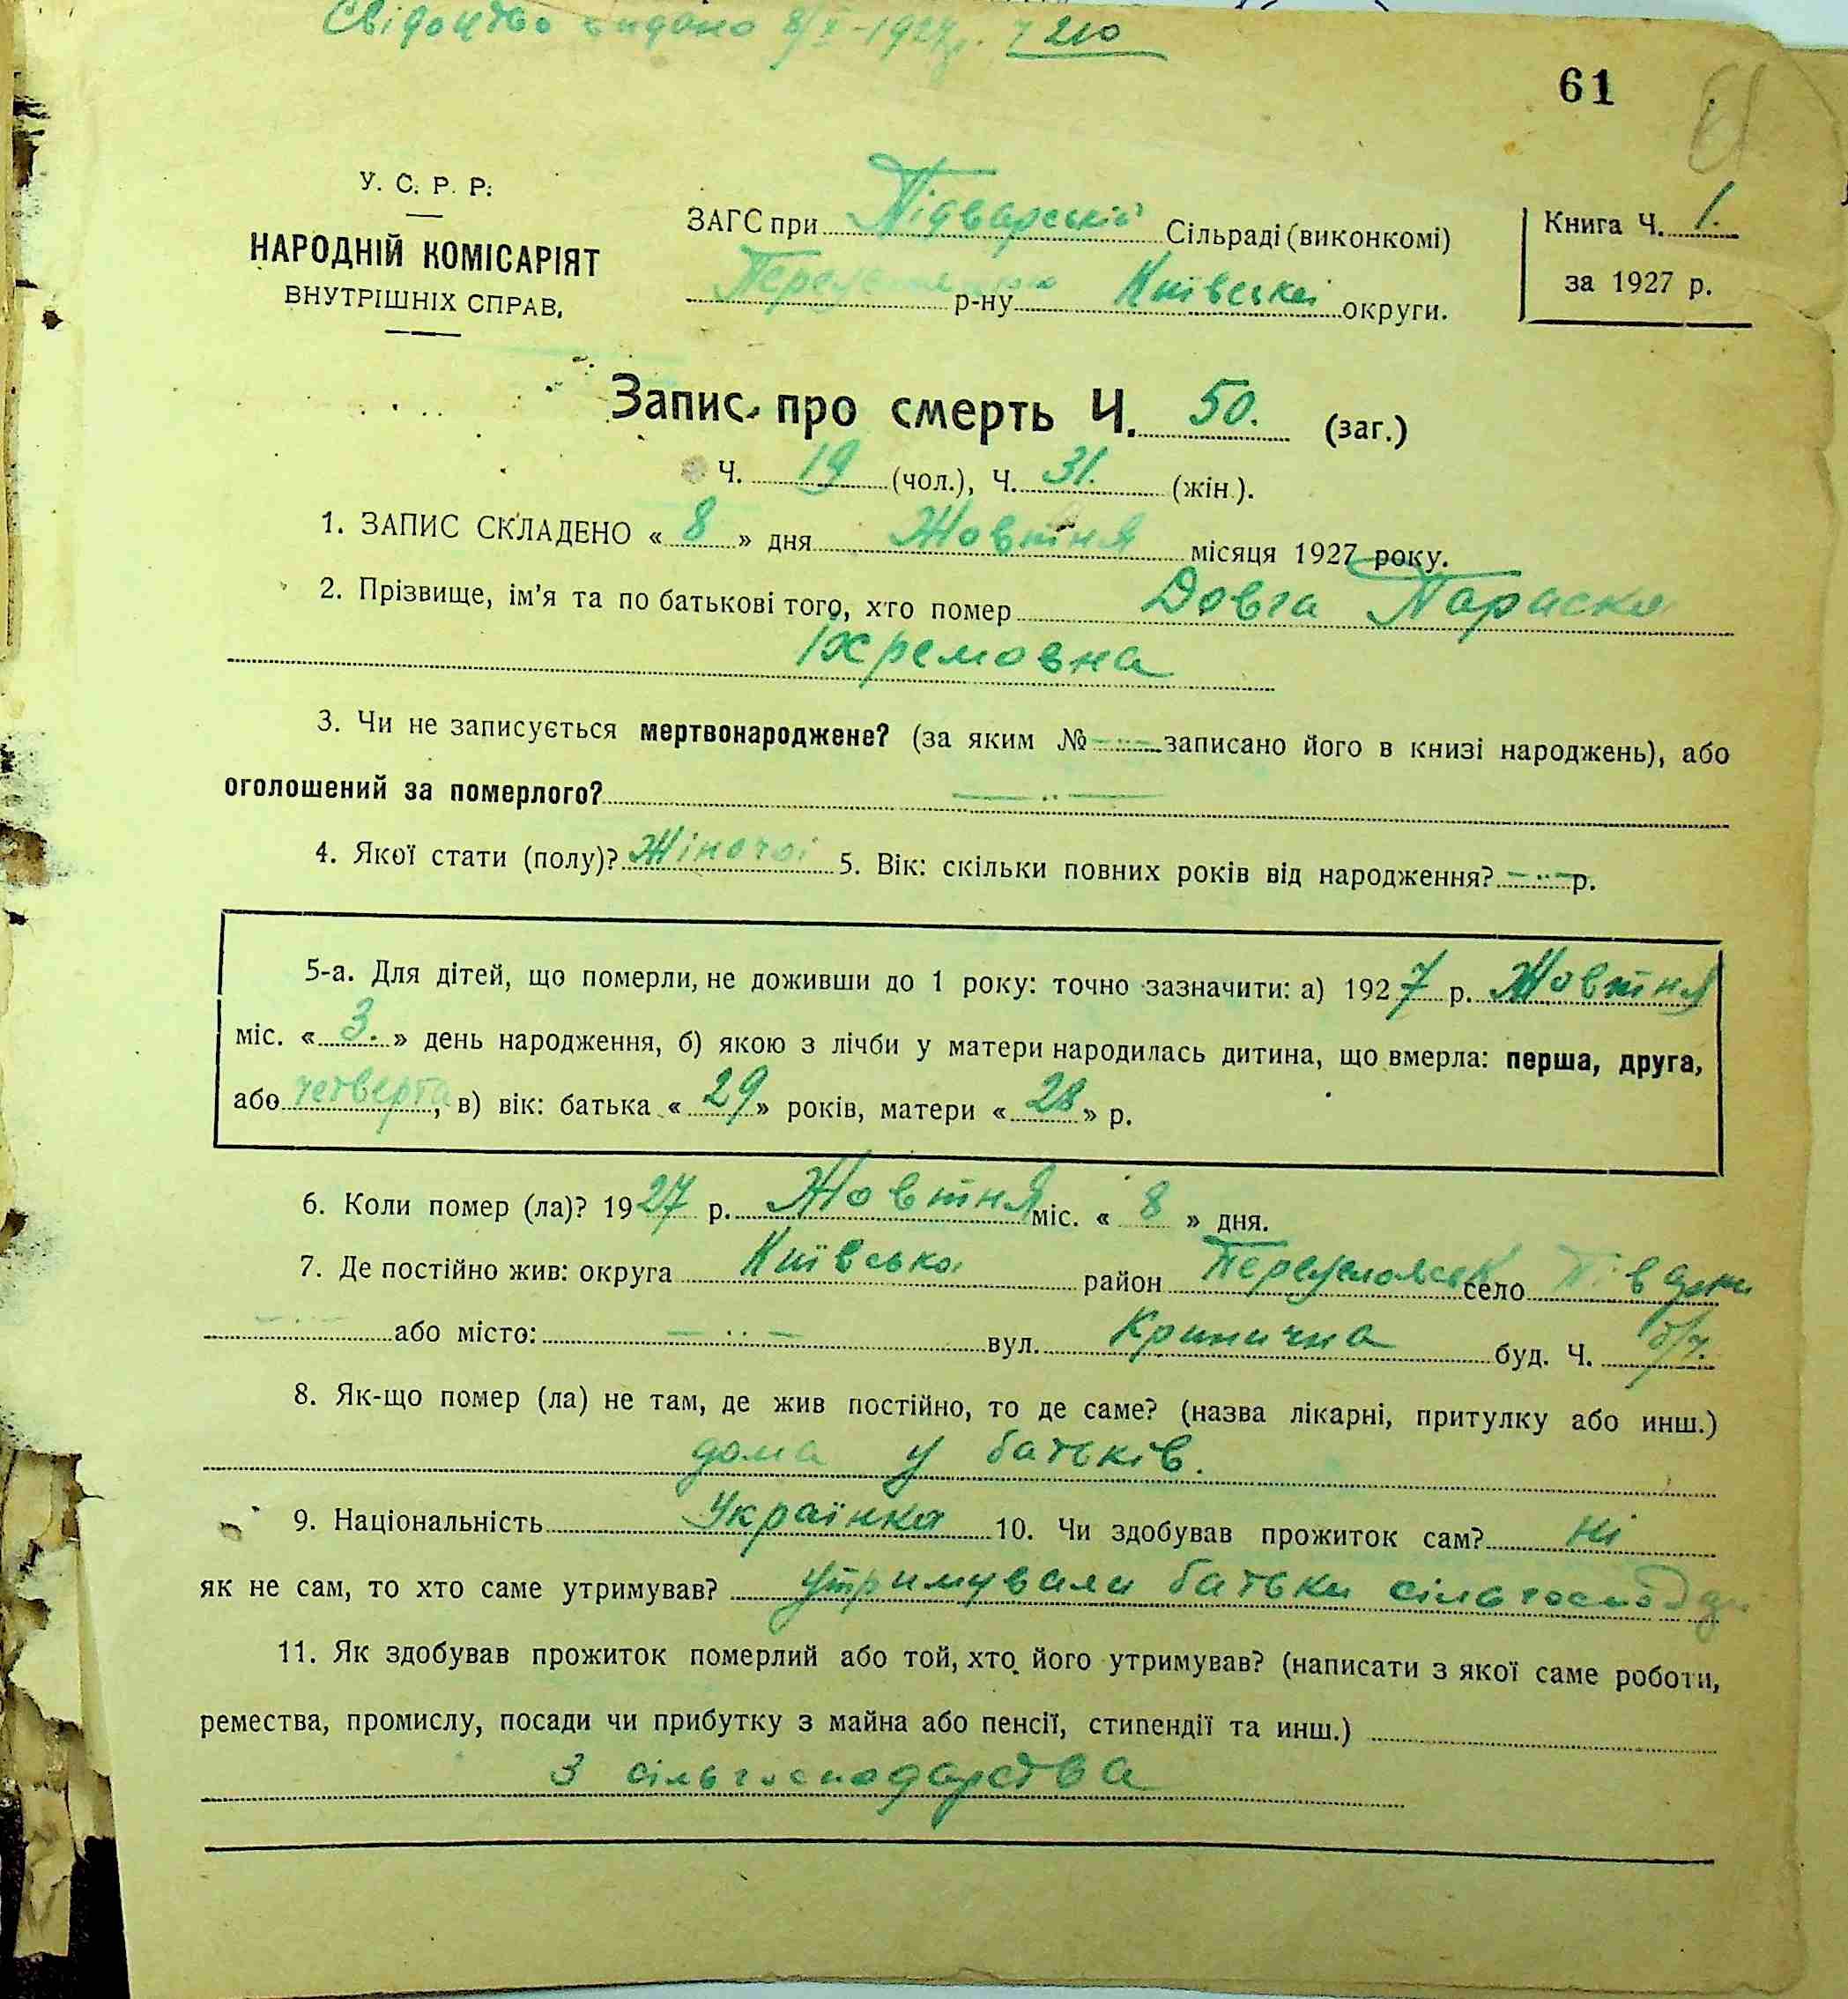 Свідоцтво видано 8/X-1927р. Ч 210
61
61
У. С. Р. Р.
НАРОДНІЙ КОМІСАРІЯТ
ВНУТРІШНІХ СПРАВ.
ЗАГС при Підварській Сільраді (виконкомі)
р-ну Київської округи.
Книга Ч. 1.
за 1927 р.
Запис про смерть Ч. 50. (заг.)
Ч. 19 (чол.), Ч. 31. (жін.).
1. ЗАПИС СКЛАДЕНО « 8 » дня Жовтня місяця 1927 року.
2. Прізвище, ім'я та по батькові того, хто помер Довга Параска
Їхремовна
3. Чи не записується мертвонароджене? (за яким № записано його в книзі народжень), або
оголошений за померлого?
4. Якої стати (полу)? Жіночої 5. Вік: скільки повних років від народження? р.
5-а. Для дітей, що померли, не доживши до 1 року: точно зазначити: а) 1927 р. Жовтня
міс. « 3. » день народження, б) якою з лічби у матери народилась дитина, що вмерла: перша, друга,
або четверта, в) вік: батька « 29 » років, матери « 28 » р.
6. Коли помер (ла)? 1927 р. Жовтня міс. « 8 » дня.
7. Де постійно жив: округа Київська район Переяславськ село
або місто: вул. Кринична буд. Ч. б/ч.
8. Як-що помер (ла) не там, де жив постійно, то де саме? (назва лікарні, притулку або инш.)
дома у батьків.
9. Національність Українка 10. Чи здобував прожиток сам? Ні
як не сам, то хто саме утримував? утримували батьки
11. Як здобував прожиток померлий або той, хто його утримував? (написати з якої саме роботи,
ремества, промислу, посади чи прибутку з майна або пенсії, стипендії та инш.)
З сільгосподарства